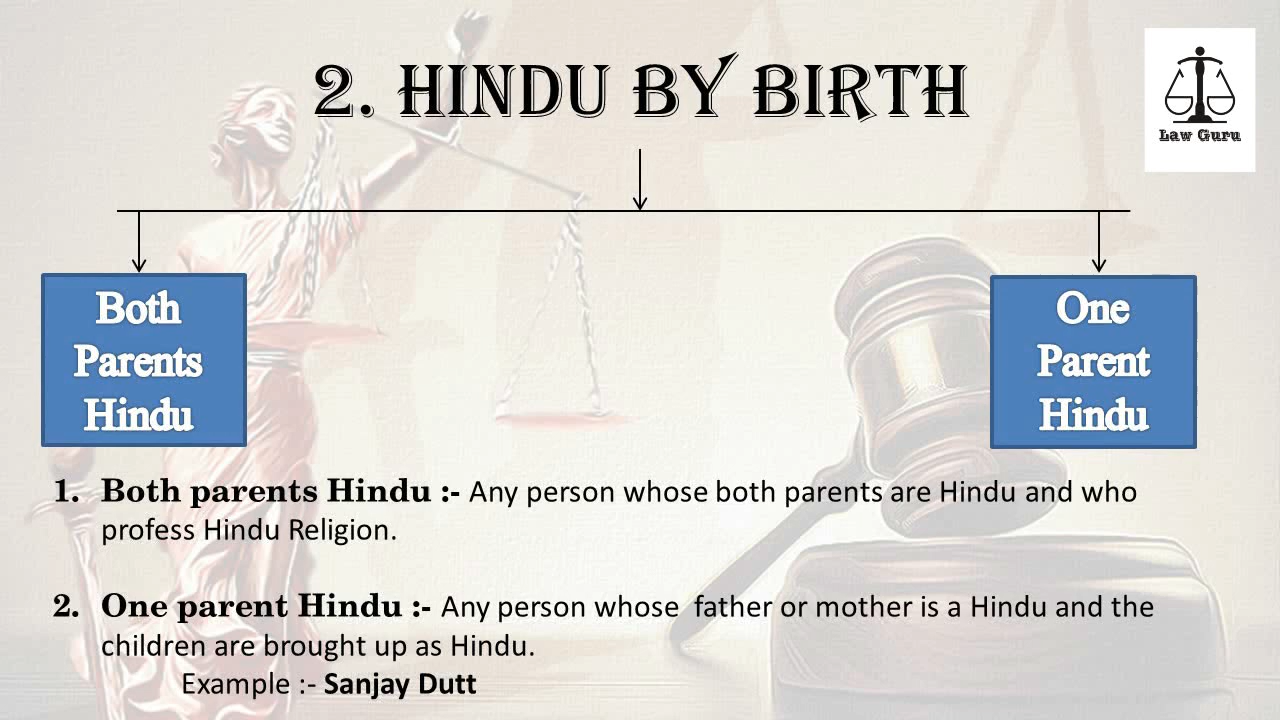 2. HINDU BY BIRTH
Law Guru
Both
Parents
Hindu
One
Parent
Hindu
1. Both parents Hindu :- Any person whose both parents are Hindu and who
profess Hindu Religion.
2. One parent Hindu :- Any person whose father or mother is a Hindu and the
children are brought up as Hindu.
Example :- Sanjay Dutt